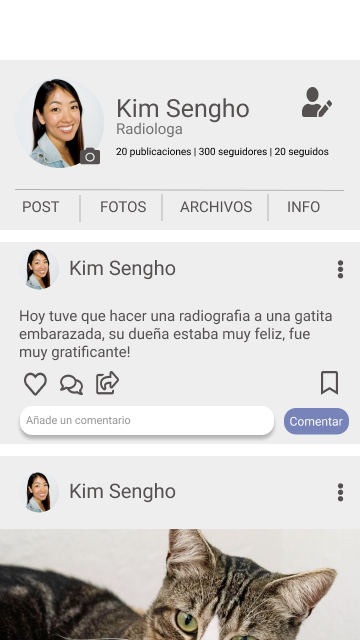 Kim Sengho
Radiologa
20 publicaciones | 300 seguidores | 20 seguidos
POST FOTOS ARCHIVOS INFO
Kim Sengho
Hoy tuve que hacer una radiografia a una gatita
embarazada, su dueña estaba muy feliz, fue
muy gratificante!
Añade un comentario
Comentar
Kim Sengho